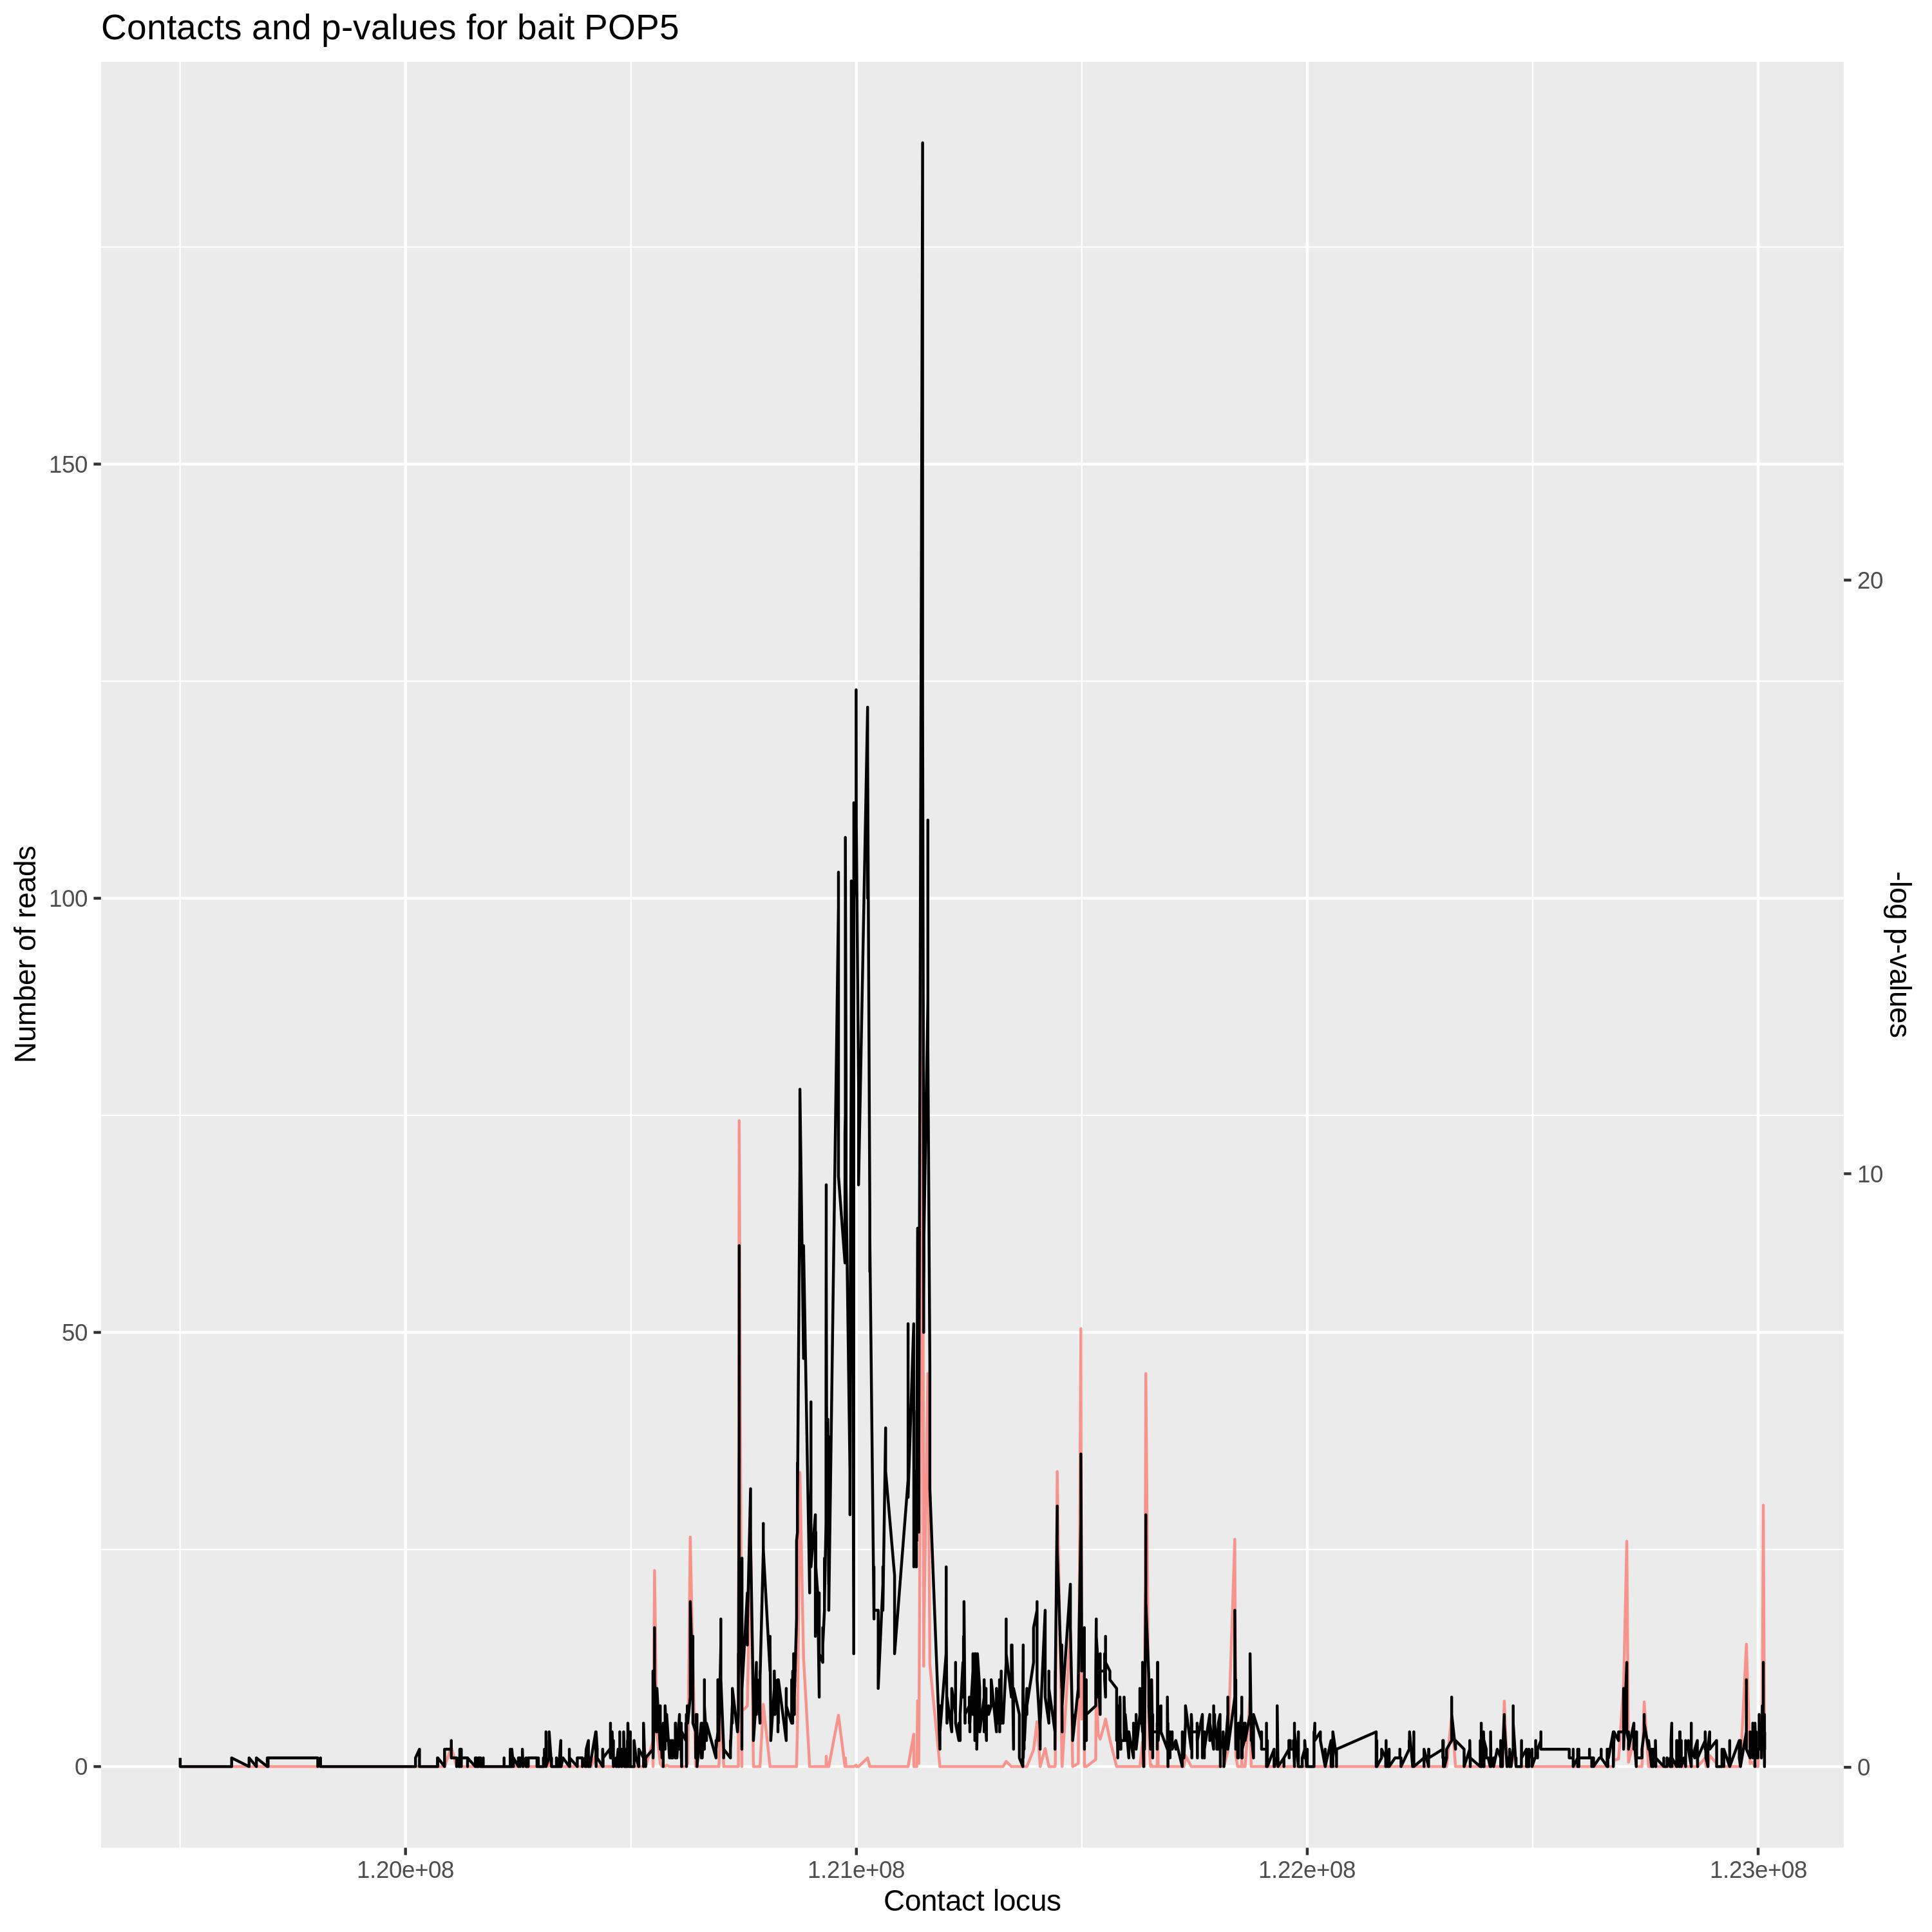 Contacts and p-values for bait POP5
Number of reads
150
100
50
0
20
10
0
-log p-values
1.20e+08
1.21e+08
1.22e+08
1.23e+08
Contact locus